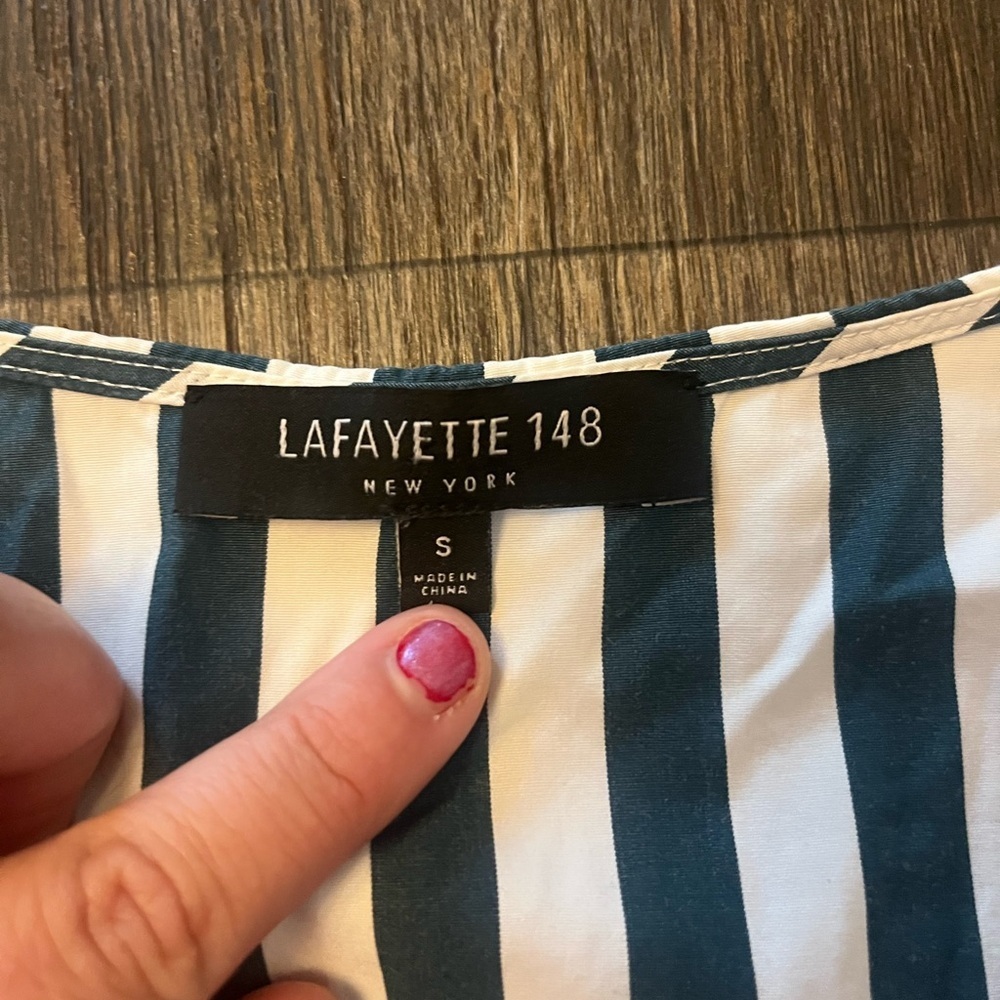 LAFAYETTE 148
NEW YORK
S
MADE IN
CHINA